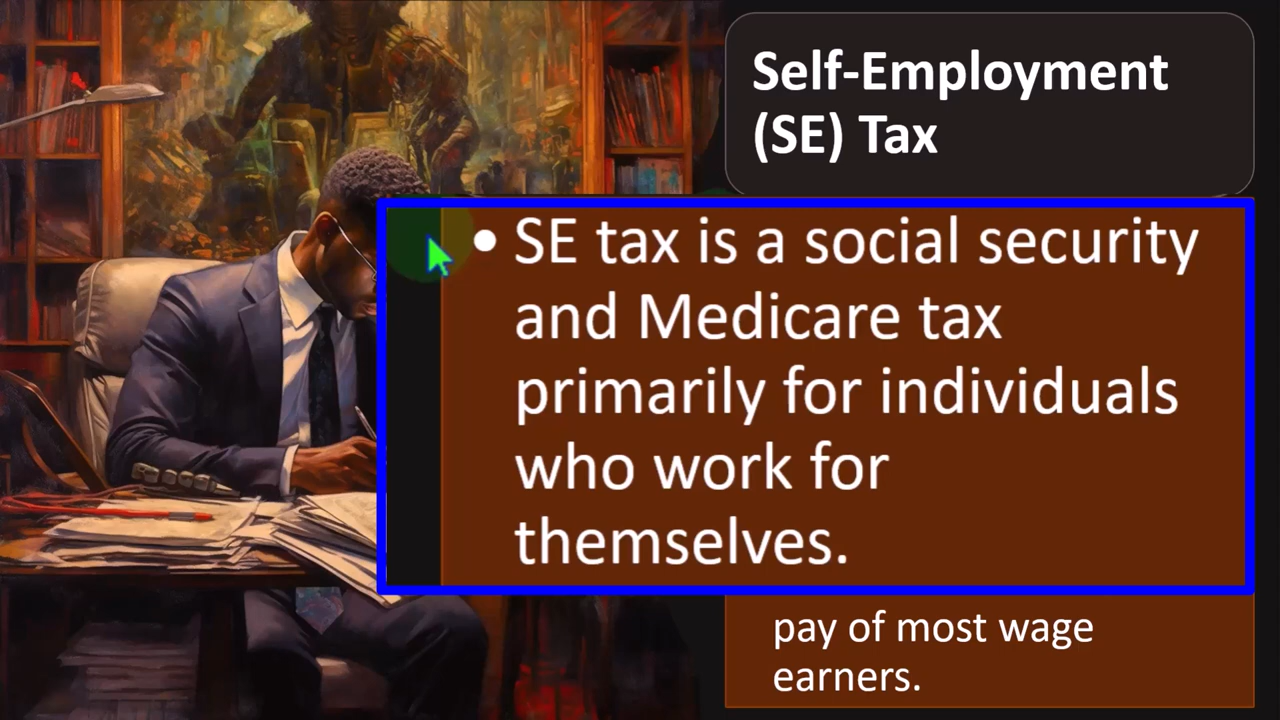 Self-Employment
(SE) Tax
• SE tax is a social security
and Medicare tax
primarily for individuals
who work for
themselves.
pay of most wage
earners.